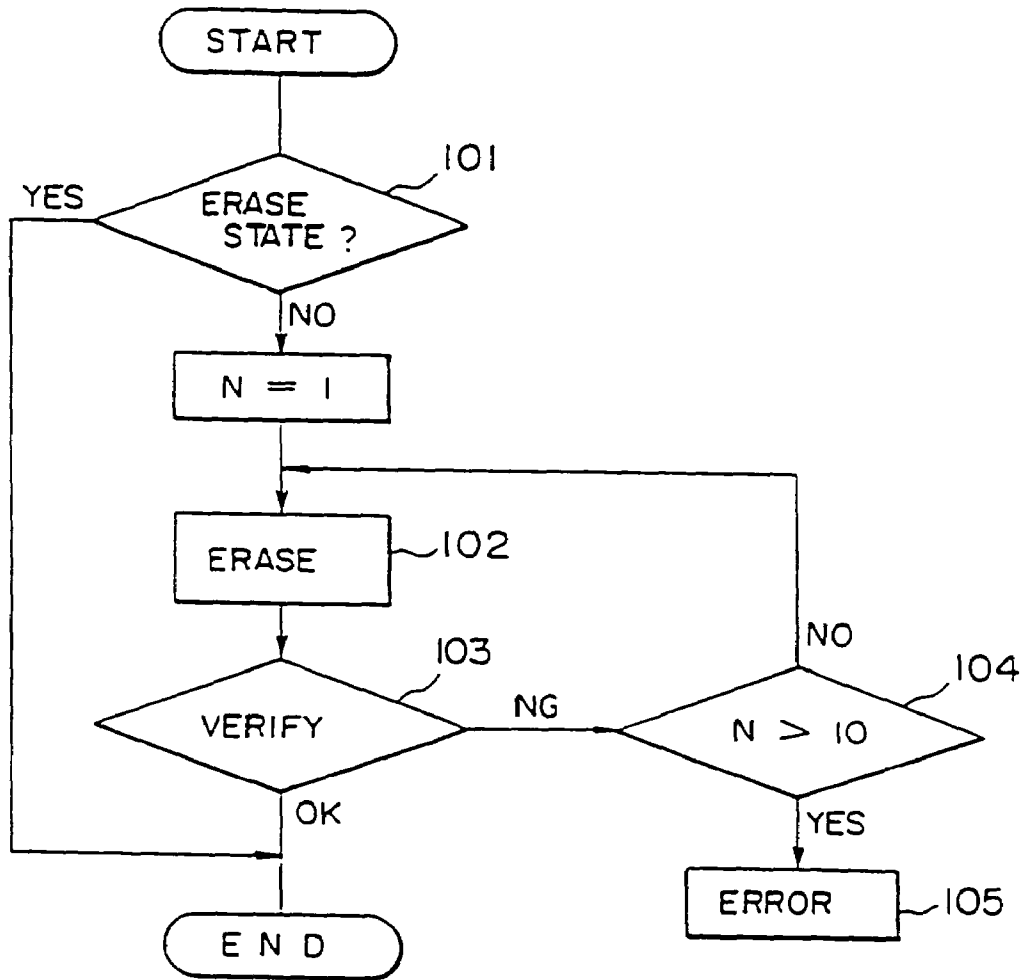 START
101
YES
ERASE
STATE ?
NO
N = 1
ERASE
102
NO
103
104
VERIFY
NG
N > 10
OK
YES
ERROR
105
END